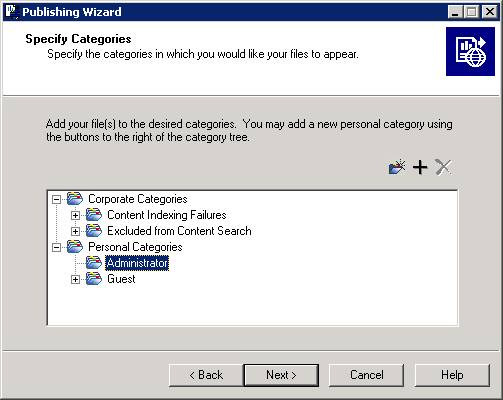 Publishing Wizard
Specify Categories
Specify the categories in which you would like your files to appear.
Add your file(s) to the desired categories. You may add a new personal category using
the buttons to the right of the category tree.
Corporate Categories
Content Indexing Failures
Excluded from Content Search
Personal Categories
Administrator
Guest
< Back
Next >
Cancel
Help